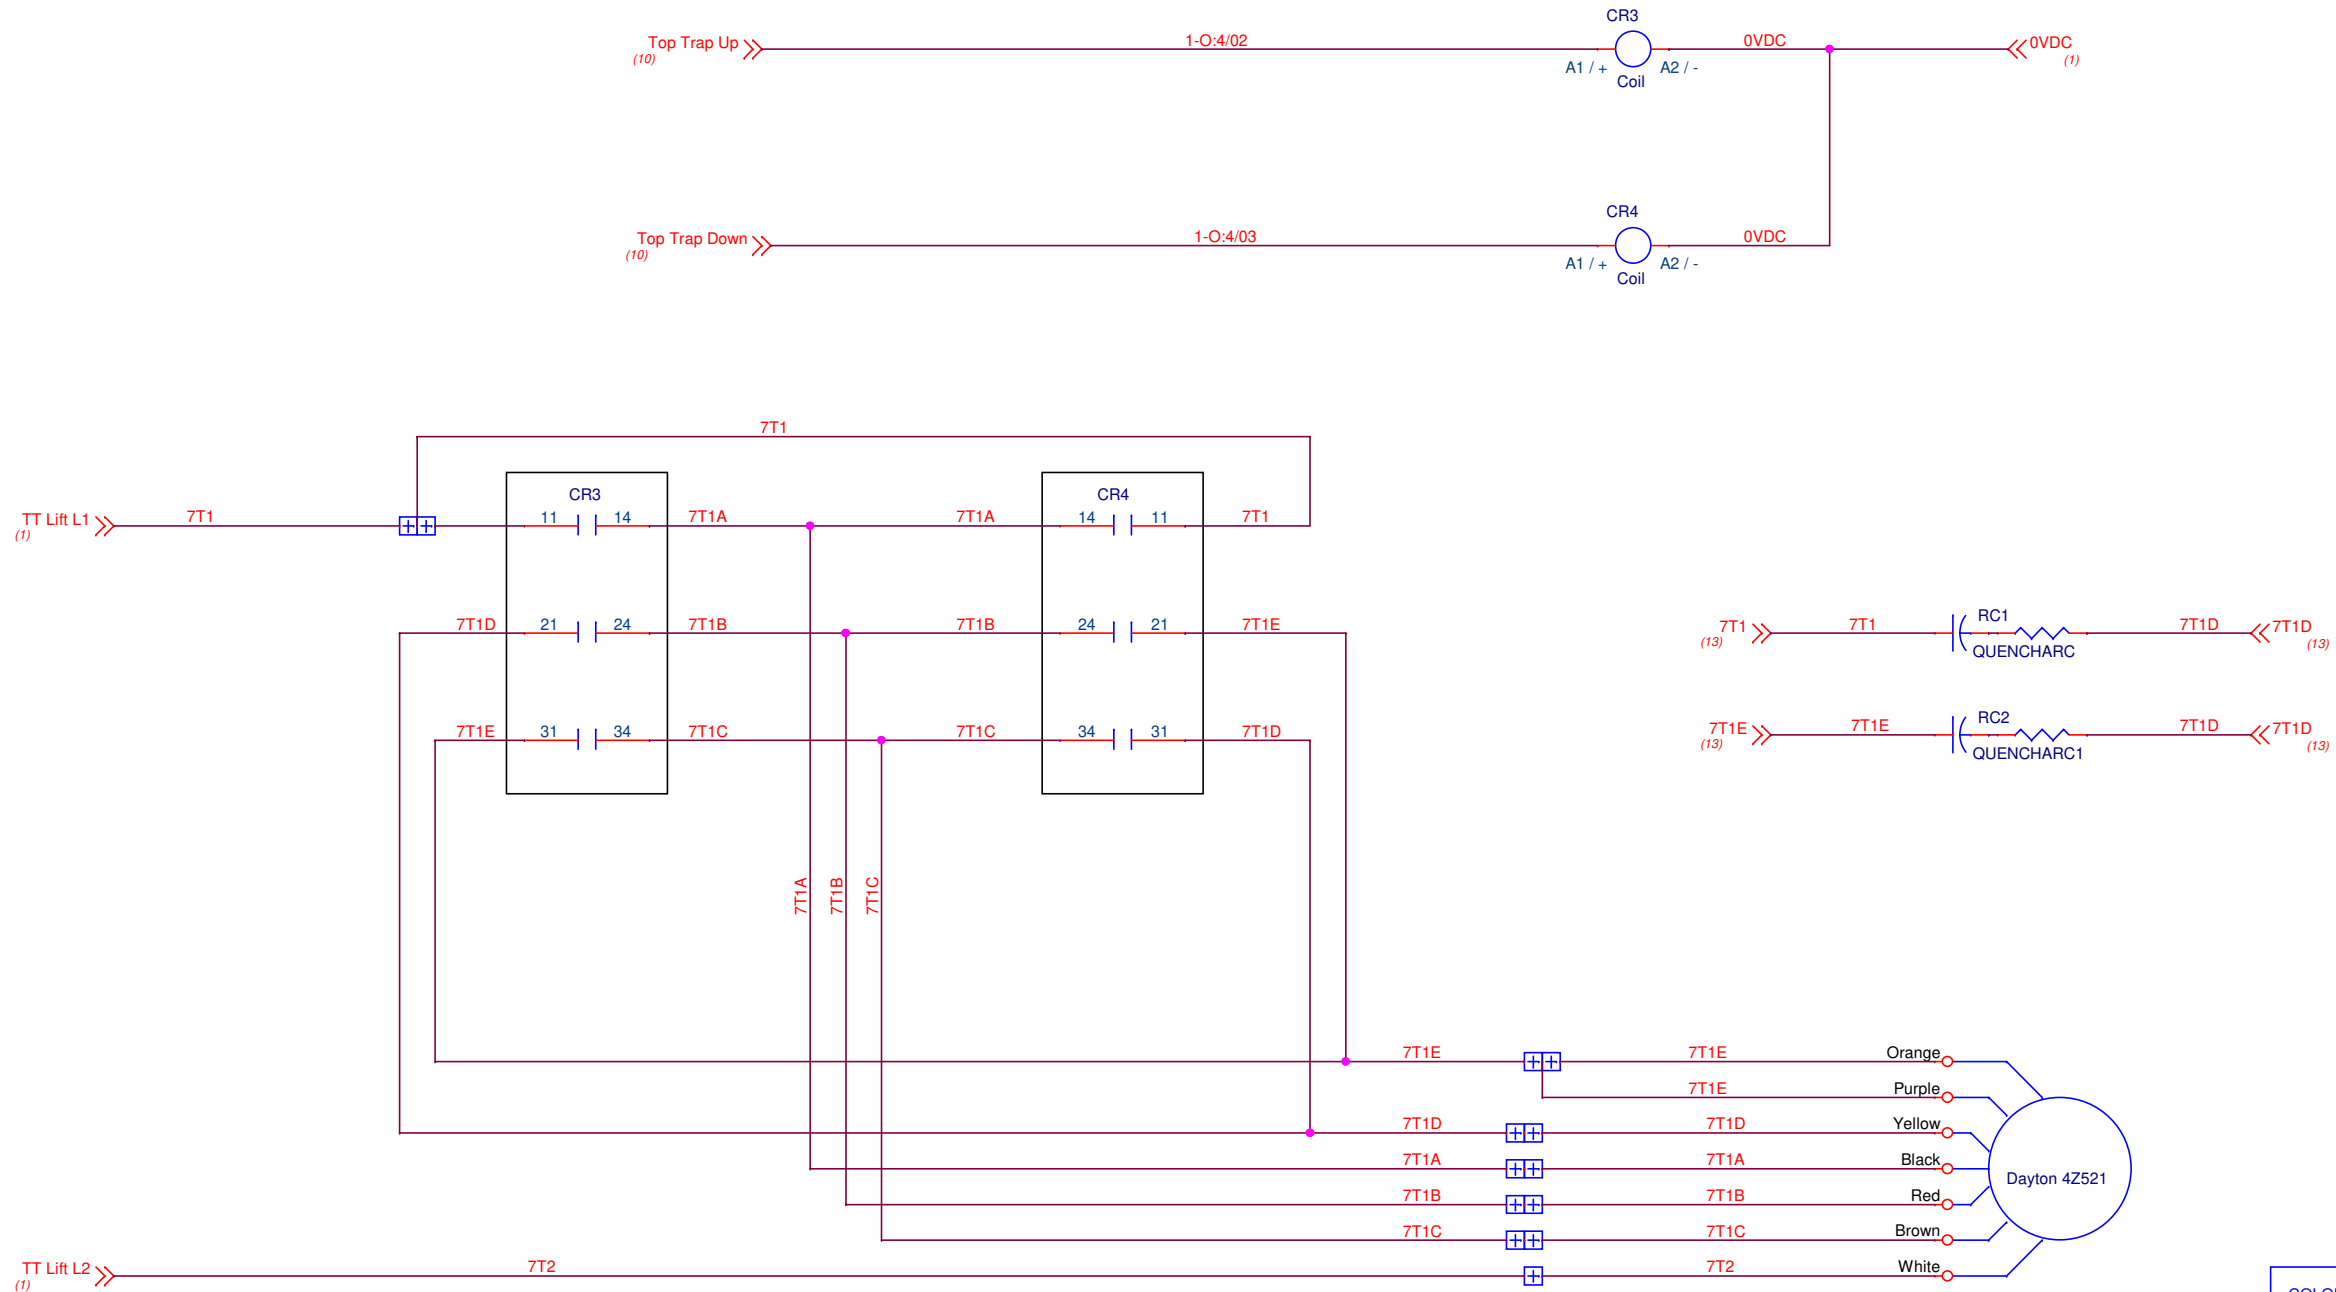 CR3
Top Trap Up
(10)
1-O:4/02
0VDC
0VDC
(1)
A1 / +
A2 / -
Coil
CR4
Top Trap Down
(10)
1-O:4/03
0VDC
A1 / +
A2 / -
Coil
7T1
CR3
CR4
TT Lift L1
(1)
7T1
11
14
7T1A
7T1A
14
11
7T1
7T1D
21
24
7T1B
7T1B
24
21
7T1E
7T1E
31
34
7T1C
7T1C
34
31
7T1D
7T1
(13)
7T1
RC1
QUENCHARC
7T1D
7T1D
(13)
7T1E
(13)
7T1E
RC2
QUENCHARC1
7T1D
7T1D
(13)
7T1A
7T1B
7T1C
7T1E
7T1E
Orange
7T1E
Purple
7T1D
7T1D
Yellow
7T1A
7T1A
Black
Dayton 4Z521
7T1B
7T1B
Red
7T1C
7T1C
Brown
TT Lift L2
(1)
7T2
7T2
White